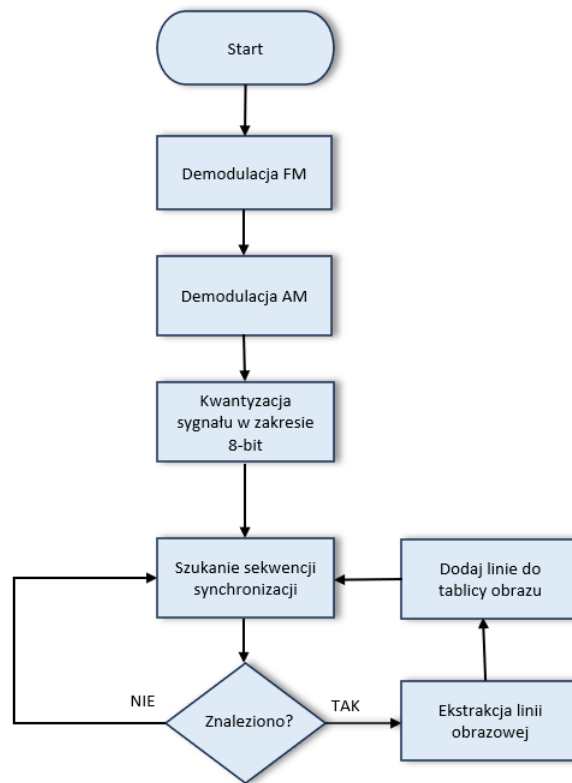 Start
Demodulacja FM
Demodulacja AM
Kwantyzacja
sygnału w zakresie
8-bit
Szukanie sekwencji
synchronizacji
Dodaj linie do
tablicy obrazu
NIE
Znaleziono?
TAK
Ekstrakcja linii
obrazowej